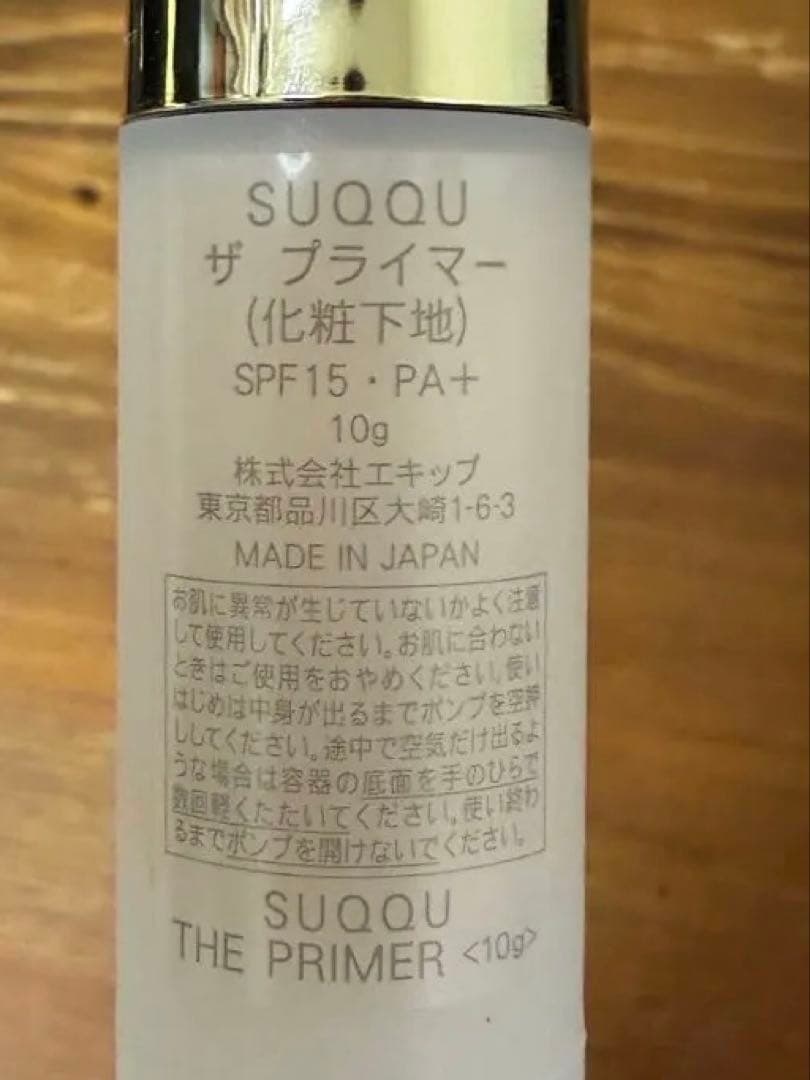 SUQQU
ザ プライマー
(化粧下地)
SPF15・PA＋
10g
株式会社エキップ
東京都品川区大崎1-6-3
MADE IN JAPAN
お肌に異常が生じていないかよく注意
して使用してください。お肌に合わない
ときはご使用をおやめください。使い
はじめは中身が出るまでポンプを空押
ししてください。途中で空気だけ出るよ
うな場合は容器の底面を手のひらで
数回軽くたたいてください。使い終わ
るまでポンプを開けないでください。
SUQQU
THE PRIMER <10g>